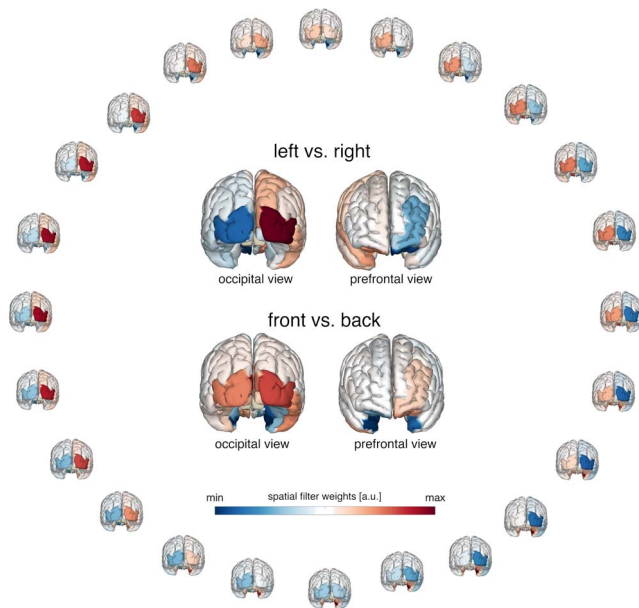 left vs. right
occipital view prefrontal view
front vs. back
occipital view prefrontal view
min spatial filter weights [a.u.] max